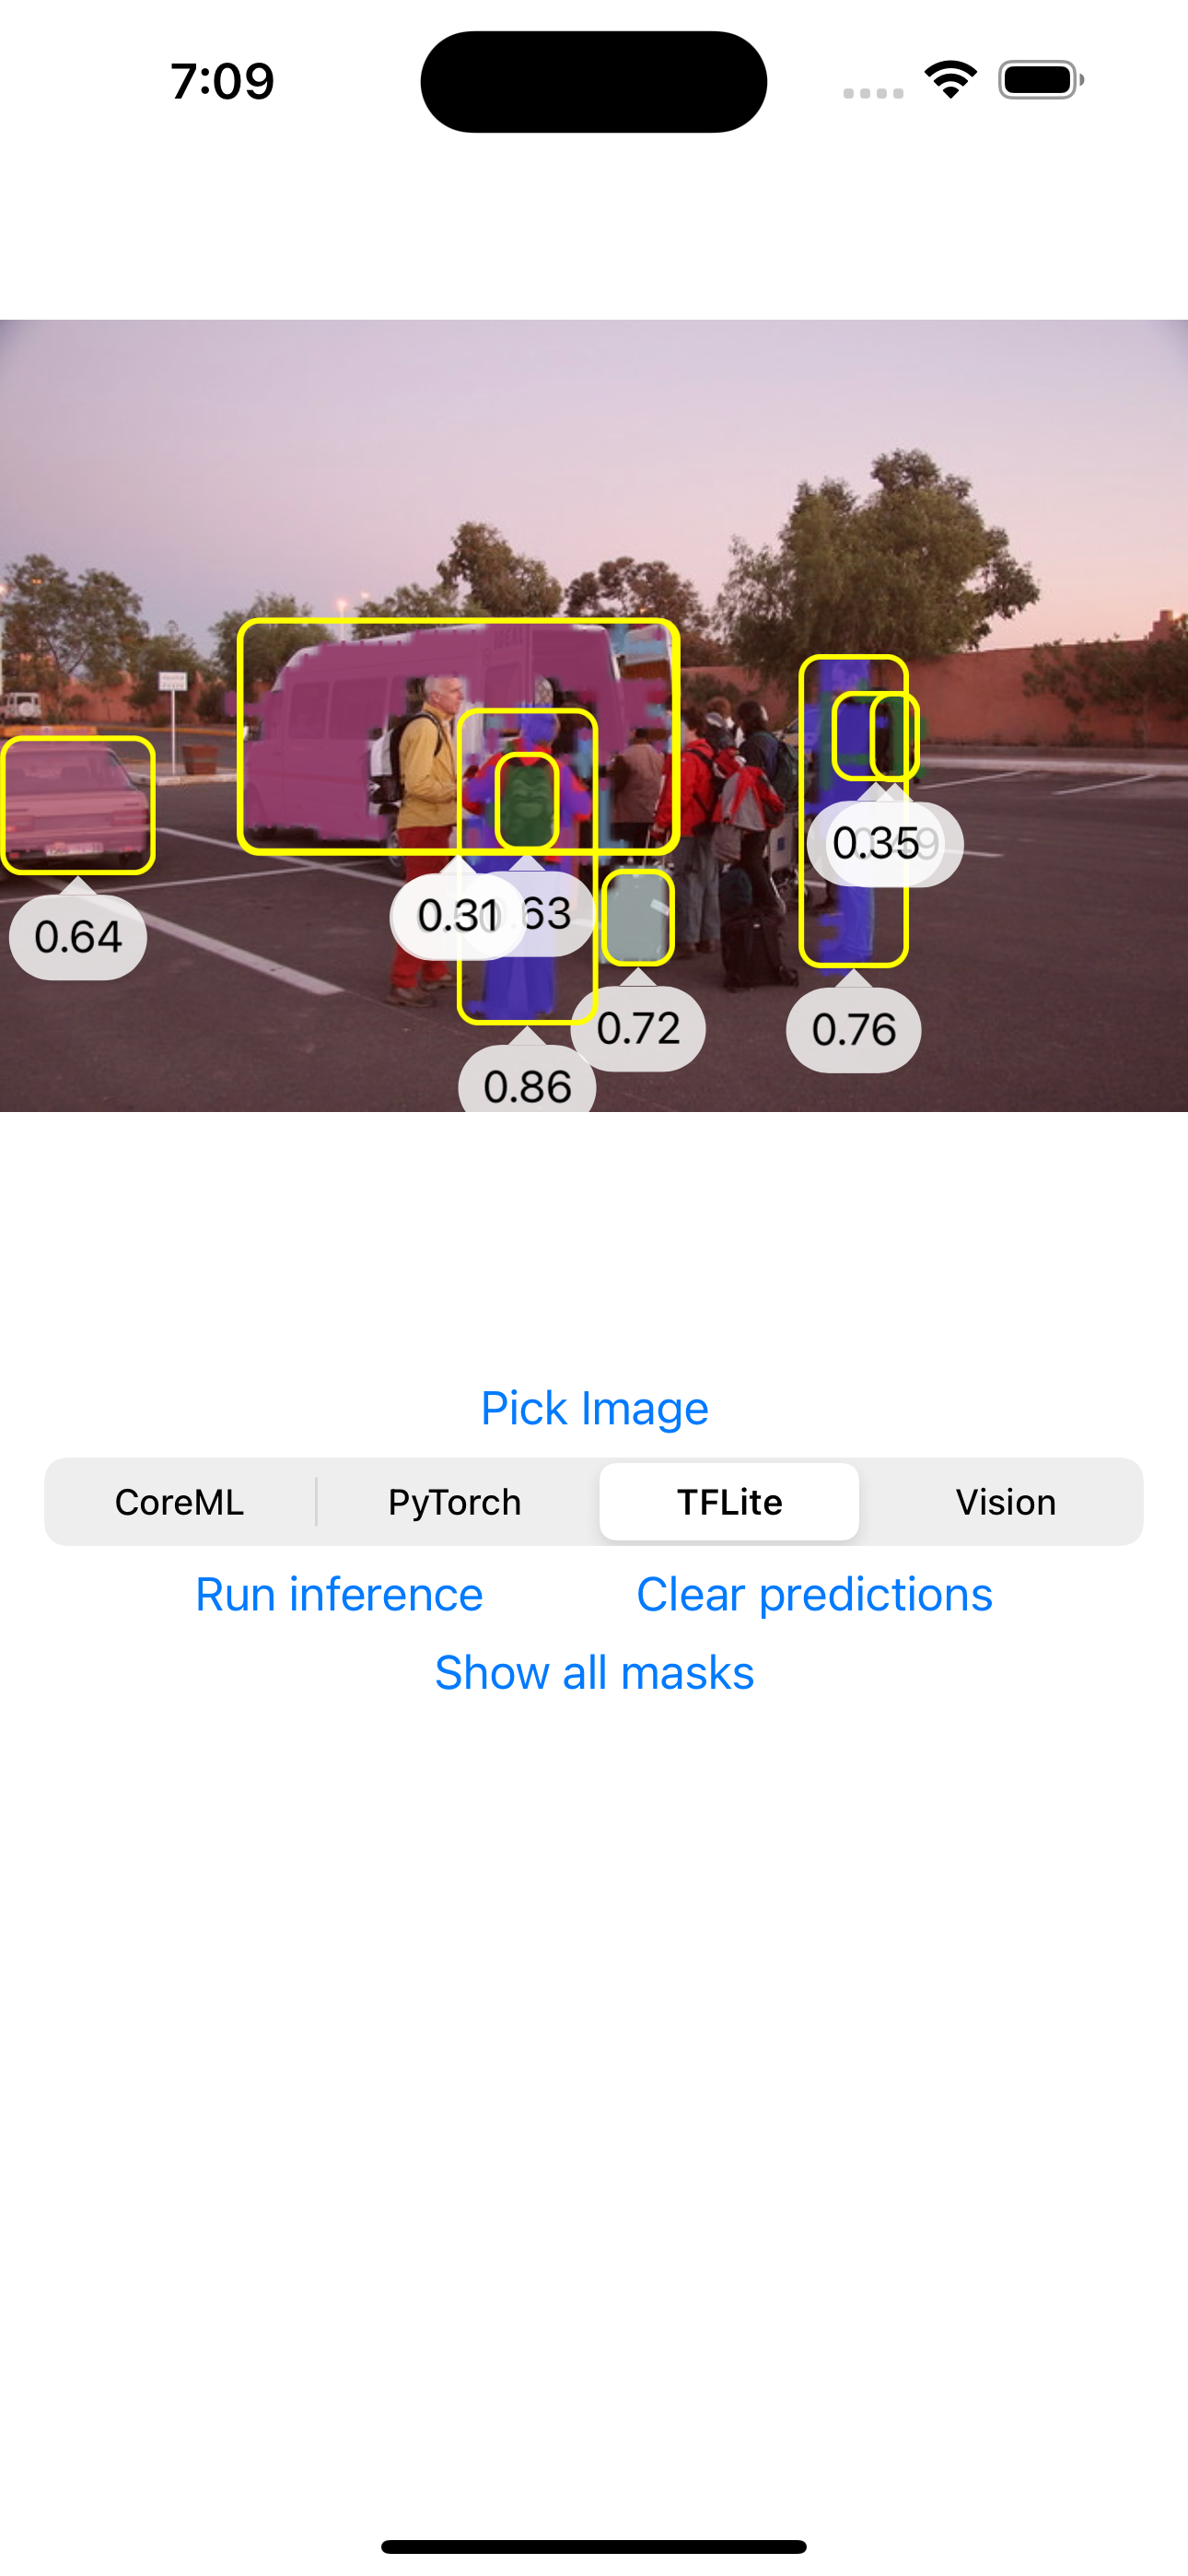 7:09
0.35
0.31
63
0.64
0.72
0.76
0.86
Pick Image
CoreML
PyTorch
TFLite
Vision
Run inference
Clear predictions
Show all masks